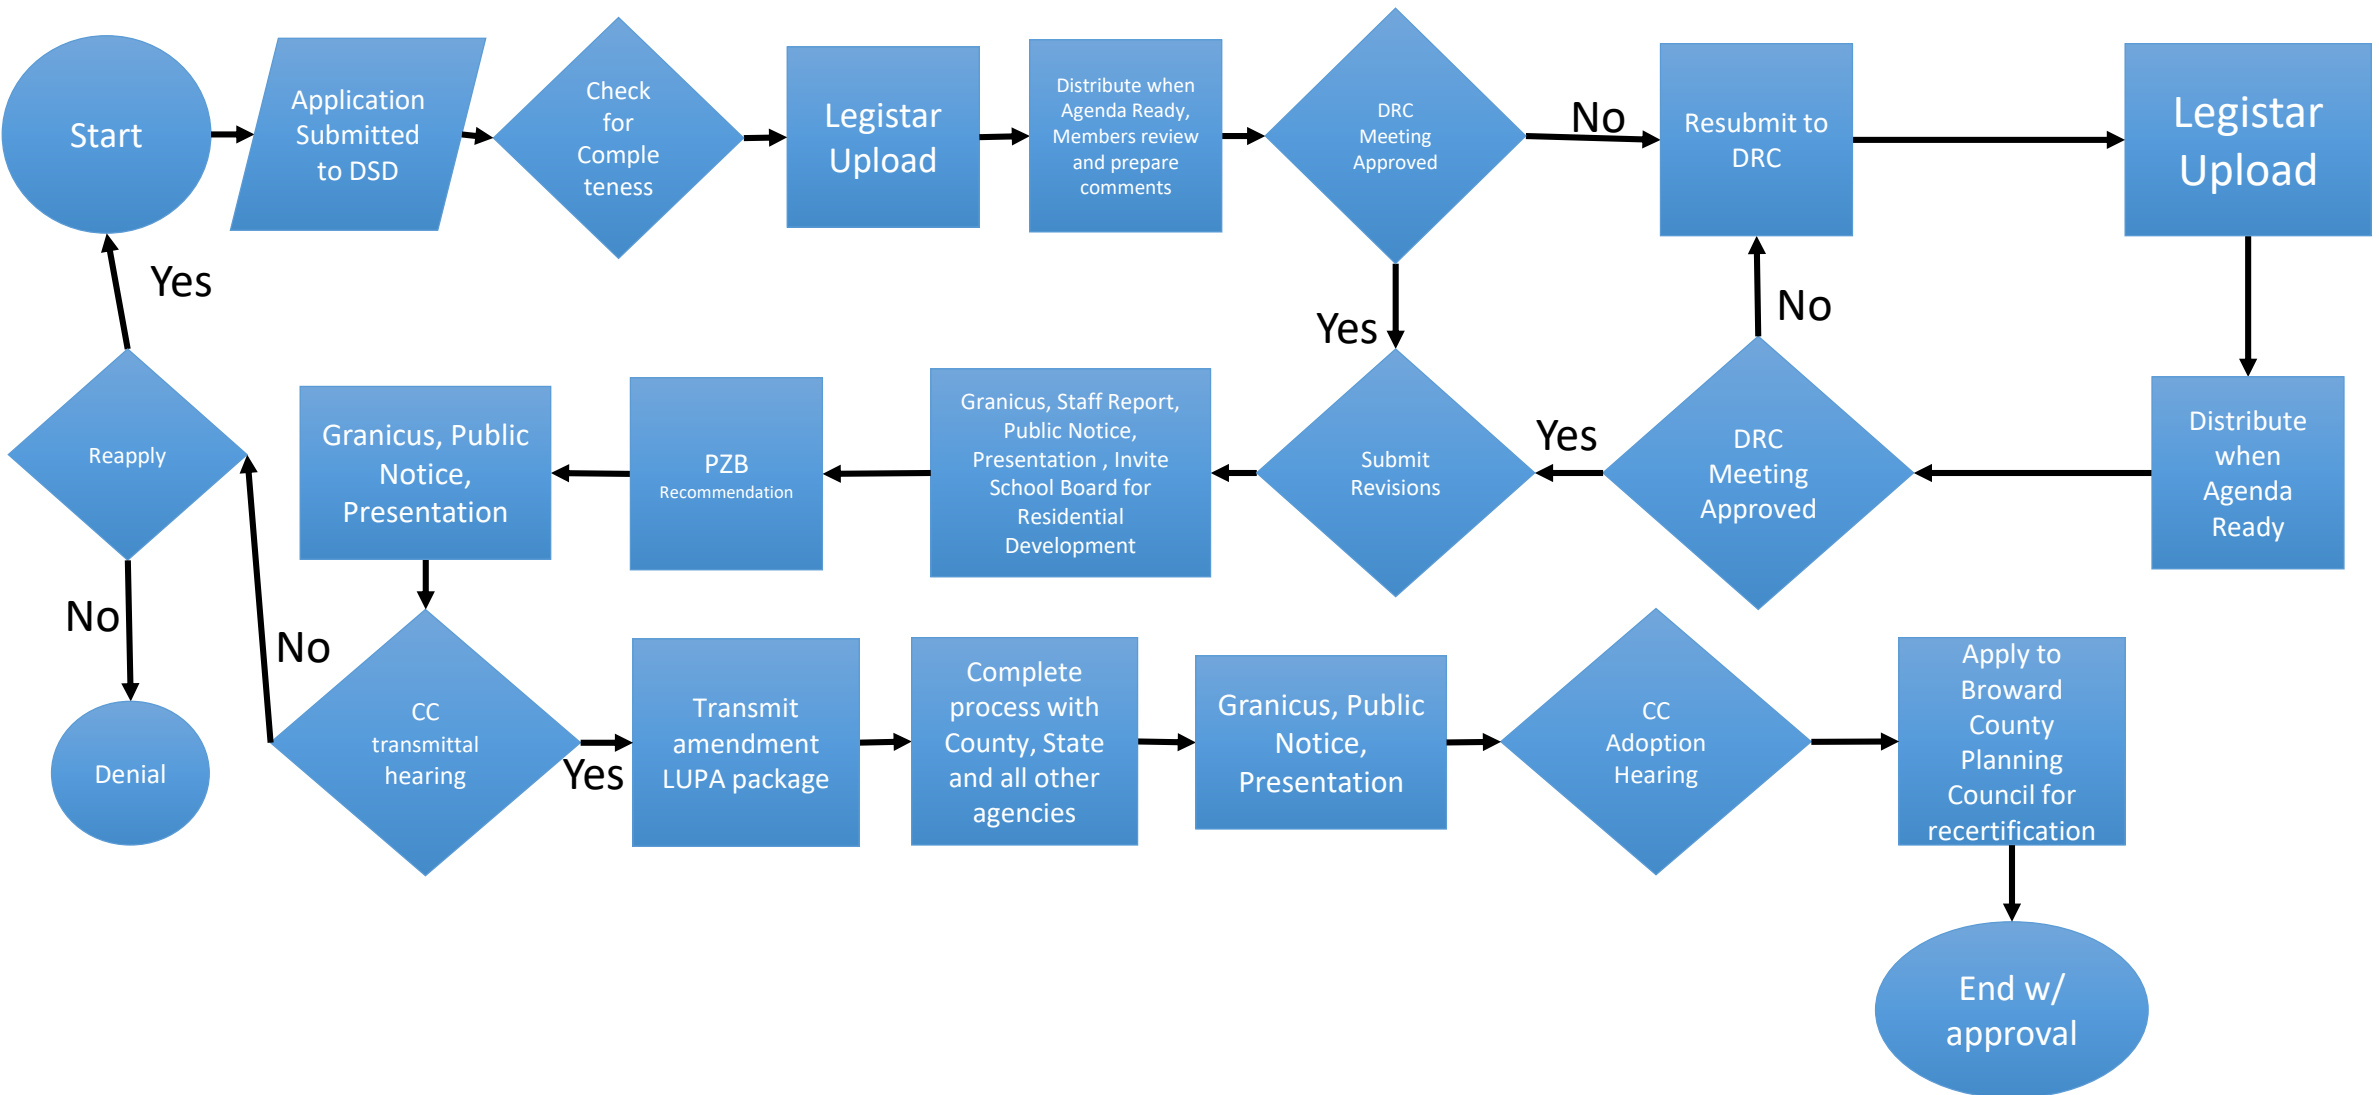 Start
Application
Submitted
to DSD
Check
for
Comple
teness
Legistar
Upload
Distribute when
Agenda Ready,
Members review
and prepare
comments
DRC
Meeting
Approved
No
Resubmit to
DRC
Legistar
Upload
Yes
Yes
No
Reapply
Granicus, Public
Notice,
Presentation
PZB
Recommendation
Granicus, Staff Report,
Public Notice,
Presentation , Invite
School Board for
Residential
Development
Submit
Revisions
Yes
DRC
Meeting
Approved
Distribute
when
Agenda
Ready
No
No
Denial
CC
transmittal
hearing
Yes
Transmit
amendment
LUPA package
Complete
process with
County, State
and all other
agencies
Granicus, Public
Notice,
Presentation
CC
Adoption
Hearing
Apply to
Broward
County
Planning
Council for
recertification
End w/
approval